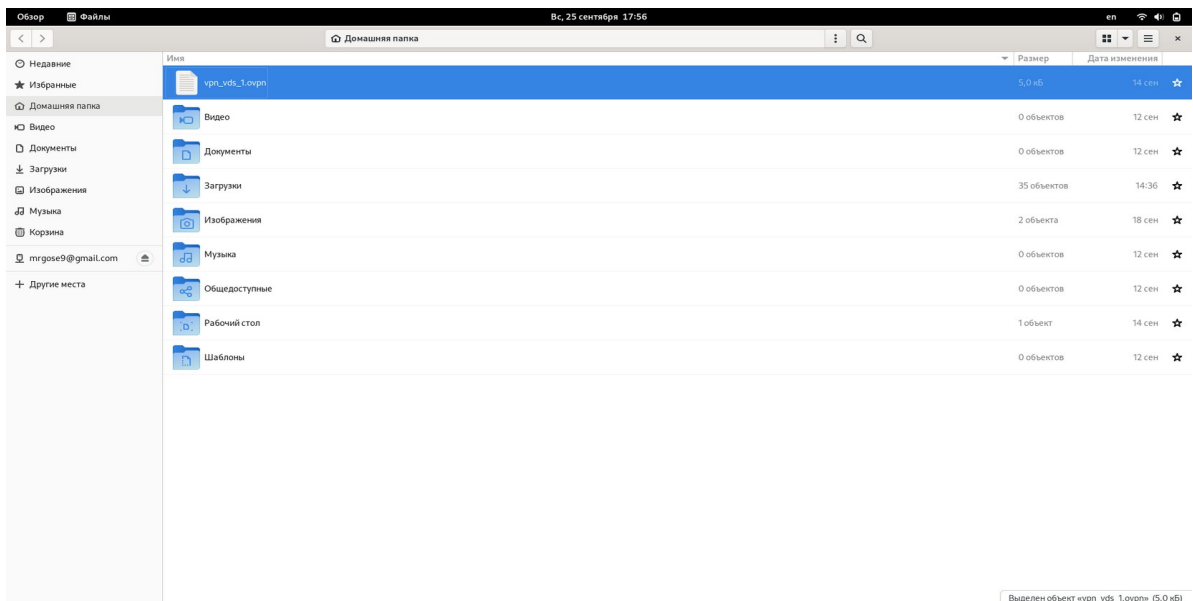 Обзор Файлы Вс, 25 сентября 17:56 en
Домашняя папка
Недавние
Избранные
Домашняя папка
Видео
Документы
Загрузки
Изображения
Музыка
Корзина
mrgose9@gmail.com
Другие места
Имя Размер Дата изменения
vpn_vds_1.ovpn 5,0 кБ 14 сен
Видео 0 объектов 12 сен
Документы 0 объектов 12 сен
Загрузки 35 объектов 14:36
Изображения 2 объекта 18 сен
Музыка 0 объектов 12 сен
Общедоступные 0 объектов 12 сен
Рабочий стол 1 объект 14 сен
Шаблоны 0 объектов 12 сен
Выделен объект «vpn_vds_1.ovpn» (5,0 кБ)